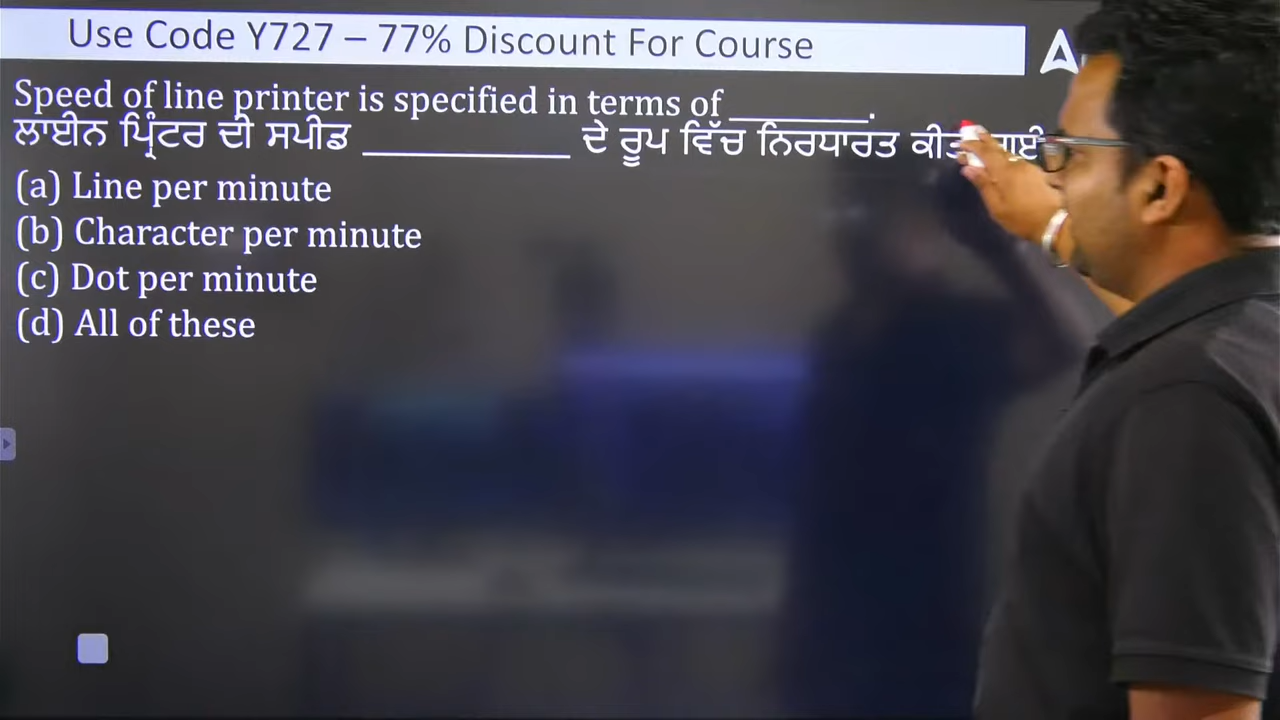 Use Code Y727 – 77% Discount For Course
Speed of line printer is specified in terms of ________.
ਲਾਈਨ ਪ੍ਰਿੰਟਰ ਦੀ ਸਪੀਡ ___________ ਦੇ ਰੂਪ ਵਿੱਚ ਨਿਰਧਾਰਤ
(a) Line per minute
(b) Character per minute
(c) Dot per minute
(d) All of these